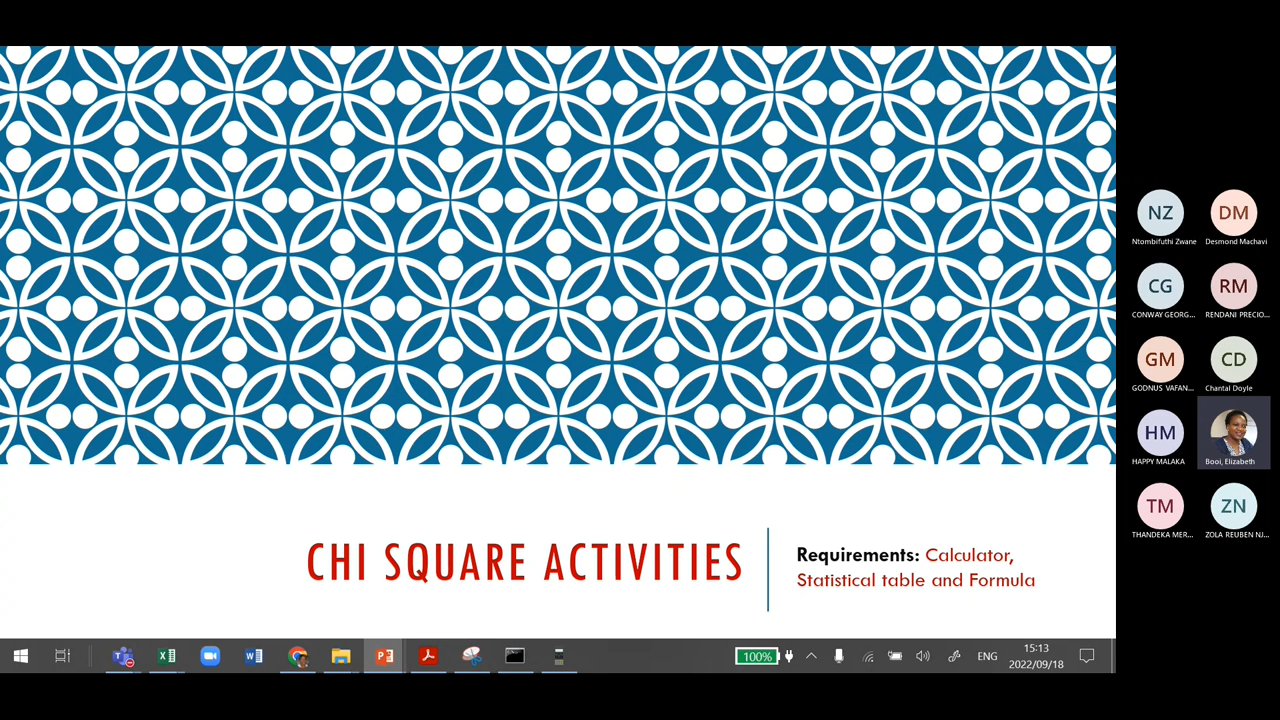 CHI SQUARE ACTIVITIES
Requirements: Calculator,
Statistical table and Formula
NZ
Ntombifuthi Zwane
DM
Desmond Machavi
CG
CONWAY GEORG...
RM
RENDANI PRECIO...
GM
GODNUS VAFAN...
CD
Chantal Doyle
HM
HAPPY MALAKA
Booi, Elizabeth
TM
THANDEKA MER...
ZN
ZOLA REUBEN NJ...
100%
ENG
15:13
2022/09/18